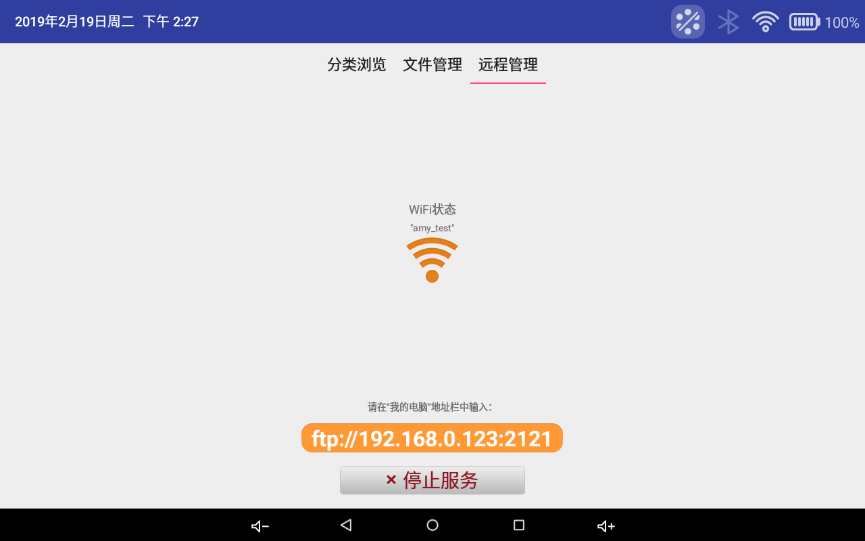 2019年2月19日周二 下午 2:27 100%
分类浏览 文件管理 远程管理
WiFi状态
"amy_test"
请在"我的电脑"地址栏中输入：
ftp://192.168.0.123:2121
× 停止服务